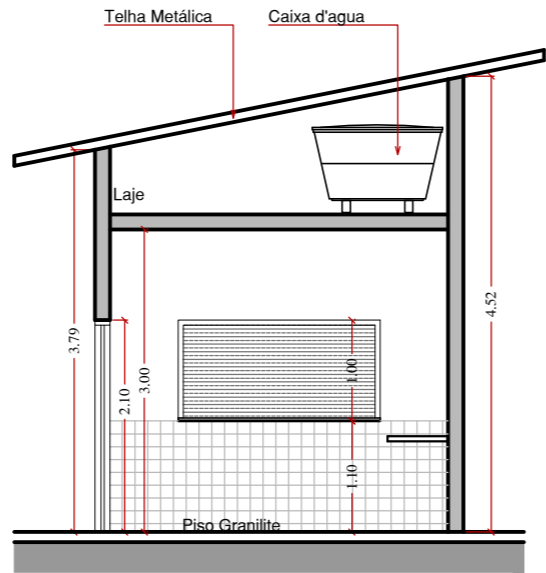 Telha Metálica
Caixa d'agua
Laje
3.79
2.10
3.00
1.00
1.10
4.52
Piso Granilite